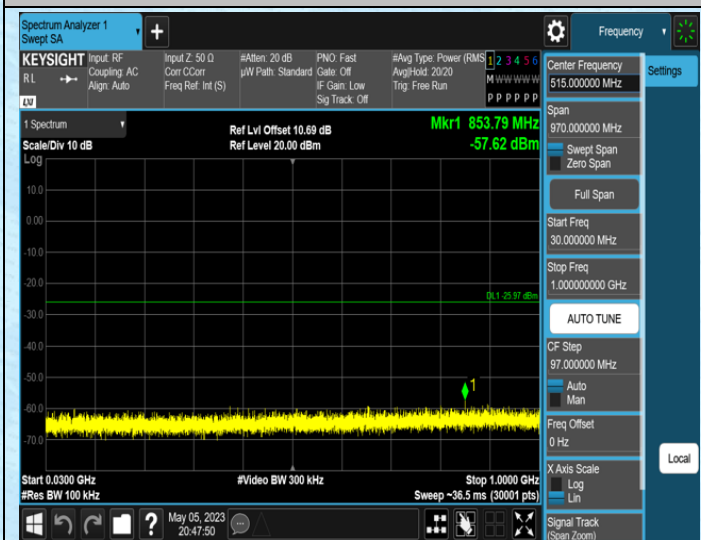 Spectrum Analyzer 1
Swept SA
Frequency
KEYSIGHT
RL
LXI
Input: RF
Coupling: AC
Align: Auto
Input Z: 50 Ω
Corr CCorr
Freq Ref: Int (S)
#Atten: 20 dB
µW Path: Standard
PNO: Fast
Gate: Off
IF Gain: Low
Sig Track: Off
#Avg Type: Power (RMS
Avg|Hold: 20/20
Trig: Free Run
1 2 3 4 5 6
M W W W W W
P P P P P P
1 Spectrum
Scale/Div 10 dB
Log
Ref Lvl Offset 10.69 dB
Ref Level 20.00 dBm
Mkr1 853.79 MHz
-57.62 dBm
10.0
0.00
-10.0
-20.0
-30.0
-40.0
-50.0
-60.0
-70.0
DL1 -25.97 dBm
1
Start 0.0300 GHz
#Res BW 100 kHz
#Video BW 300 kHz
Stop 1.0000 GHz
Sweep ~36.5 ms (30001 pts)
?
May 05, 2023
20:47:50
Center Frequency
515.000000 MHz
Span
970.000000 MHz
Swept Span
Zero Span
Full Span
Start Freq
30.000000 MHz
Stop Freq
1.000000000 GHz
AUTO TUNE
CF Step
97.000000 MHz
Auto
Man
Freq Offset
0 Hz
X Axis Scale
Log
Lin
Signal Track
(Span Zoom)
Settings
Local